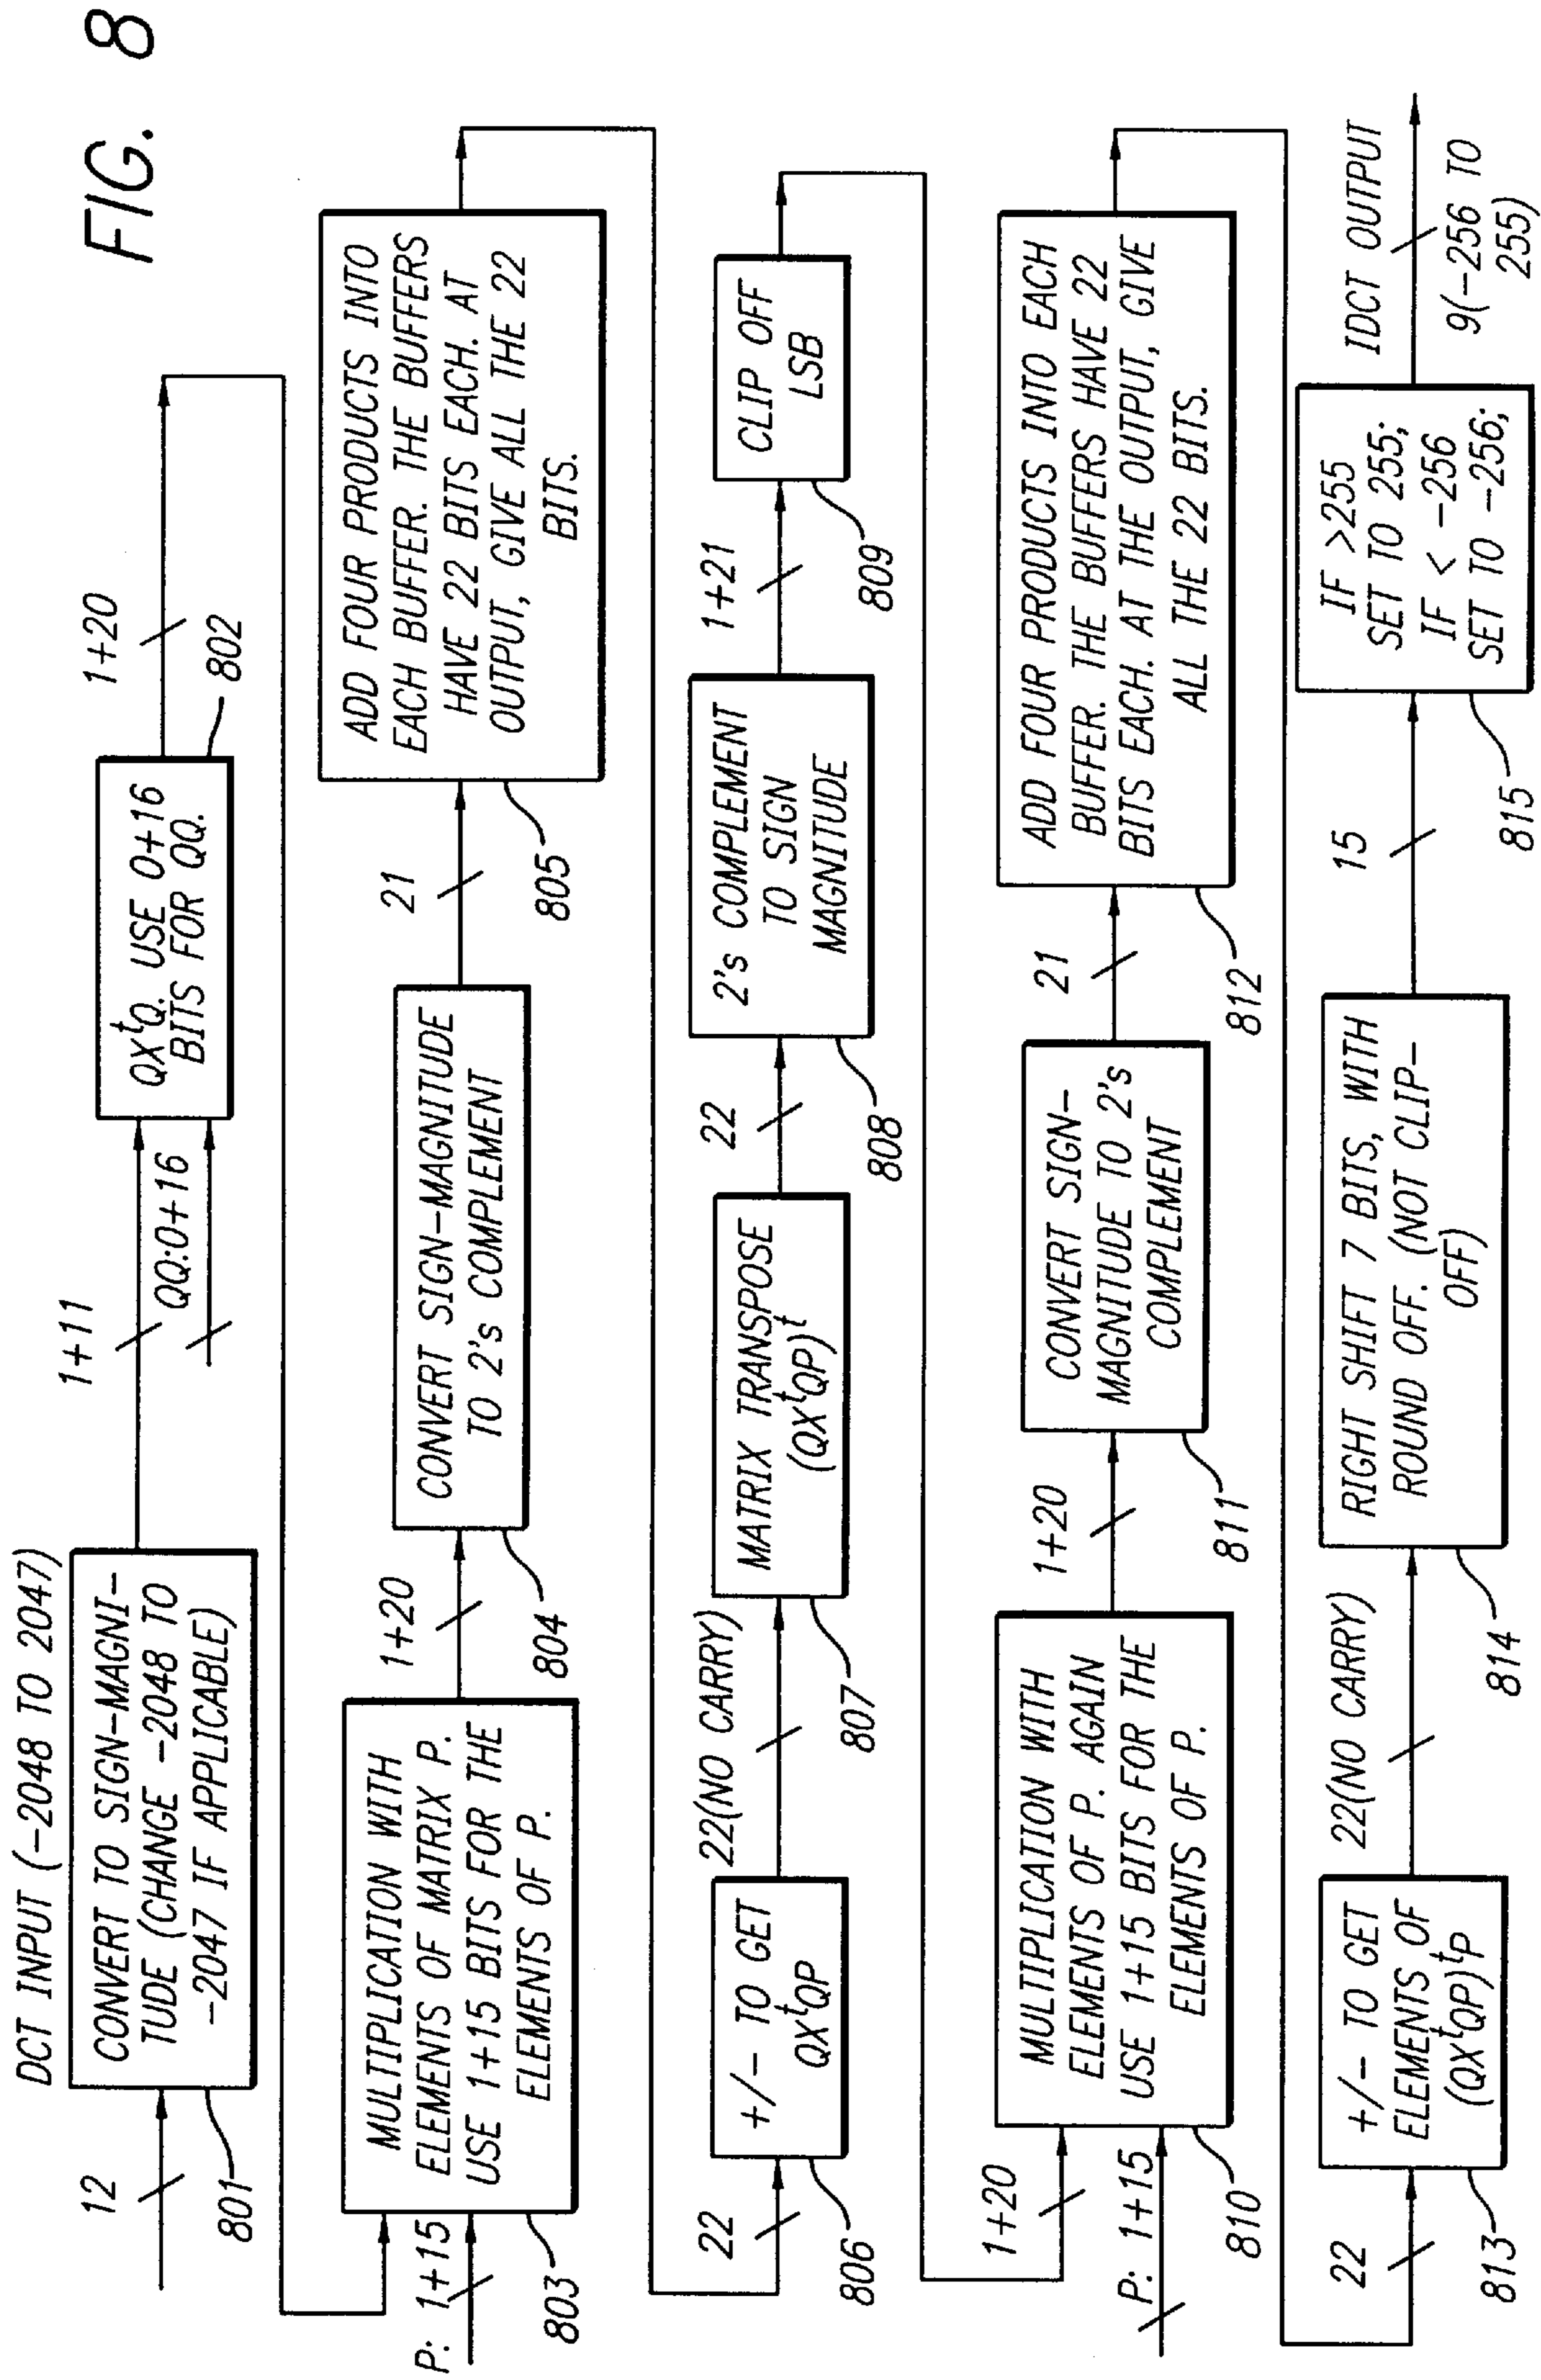 FIG. 8
DCT INPUT (-2048 TO 2047)
12
CONVERT TO SIGN-MAGNI-
TUDE (CHANGE -2048 TO
-2047 IF APPLICABLE)
801
1+11
QQ:0+16
QXᵗQ. USE 0+16
BITS FOR QQ.
802
1+20
P: 1+15
MULTIPLICATION WITH
ELEMENTS OF MATRIX P.
USE 1+15 BITS FOR THE
ELEMENTS OF P.
803
1+20
CONVERT SIGN-MAGNITUDE
TO 2's COMPLEMENT
804
21
ADD FOUR PRODUCTS INTO
EACH BUFFER. THE BUFFERS
HAVE 22 BITS EACH. AT
OUTPUT, GIVE ALL THE 22
BITS.
805
22
+/- TO GET
QXᵗQP
806
22(NO CARRY)
MATRIX TRANSPOSE
(QXᵗQP)ᵗ
807
22
2's COMPLEMENT
TO SIGN
MAGNITUDE
808
1+21
CLIP OFF
LSB
809
1+20
P: 1+15
MULTIPLICATION WITH
ELEMENTS OF P. AGAIN
USE 1+15 BITS FOR THE
ELEMENTS OF P.
810
1+20
CONVERT SIGN-
MAGNITUDE TO 2's
COMPLEMENT
811
21
ADD FOUR PRODUCTS INTO EACH
BUFFER. THE BUFFERS HAVE 22
BITS EACH. AT THE OUTPUT, GIVE
ALL THE 22 BITS.
812
22
+/- TO GET
ELEMENTS OF
(QXᵗQP)ᵗP
813
22(NO CARRY)
RIGHT SHIFT 7 BITS, WITH
ROUND OFF. (NOT CLIP-
OFF)
814
15
IF >255
SET TO 255;
IF < -256
SET TO -256;
815
IDCT OUTPUT
9(-256 TO
255)